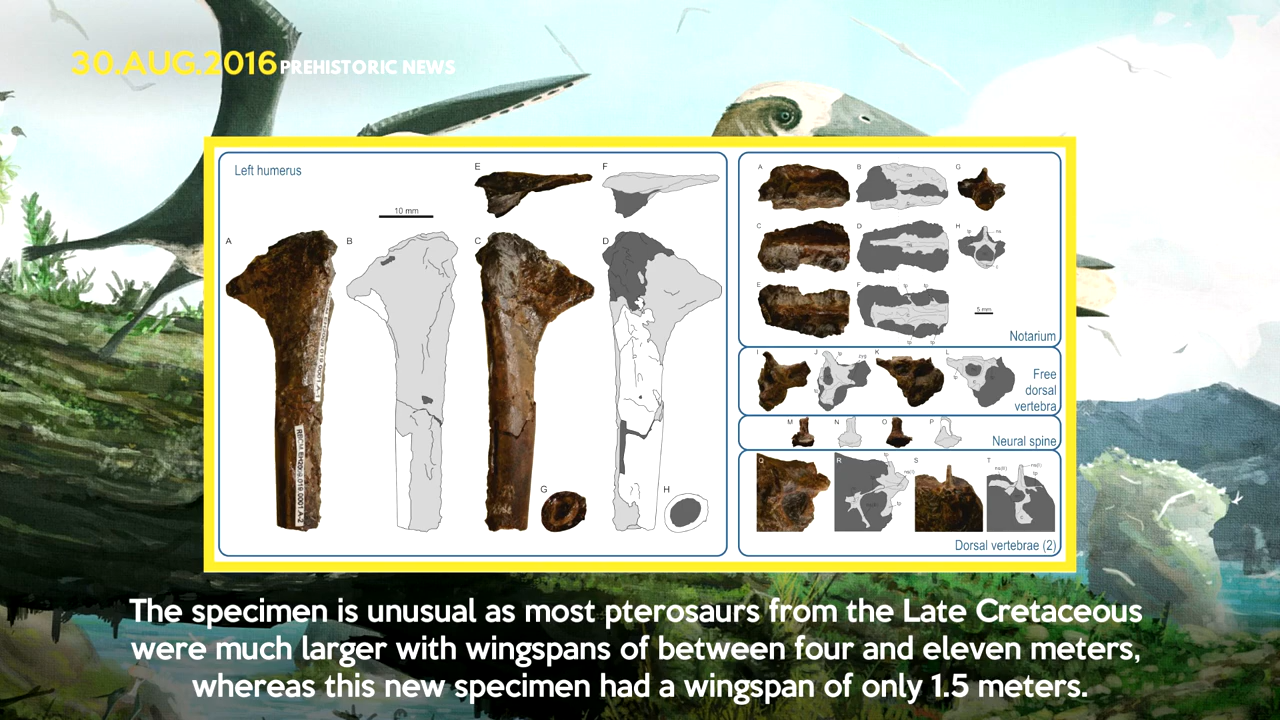 30.AUG.2016 PREHISTORIC NEWS
Left humerus
10 mm
E
F
A
B
C
D
G
H
A
B
G
C
D
H
E
F
5 mm
Notarium
I
J
K
L
Free
dorsal
vertebra
M
N
O
P
Neural spine
Q
R
S
T
Dorsal vertebrae (2)
The specimen is unusual as most pterosaurs from the Late Cretaceous
were much larger with wingspans of between four and eleven meters,
whereas this new specimen had a wingspan of only 1.5 meters.